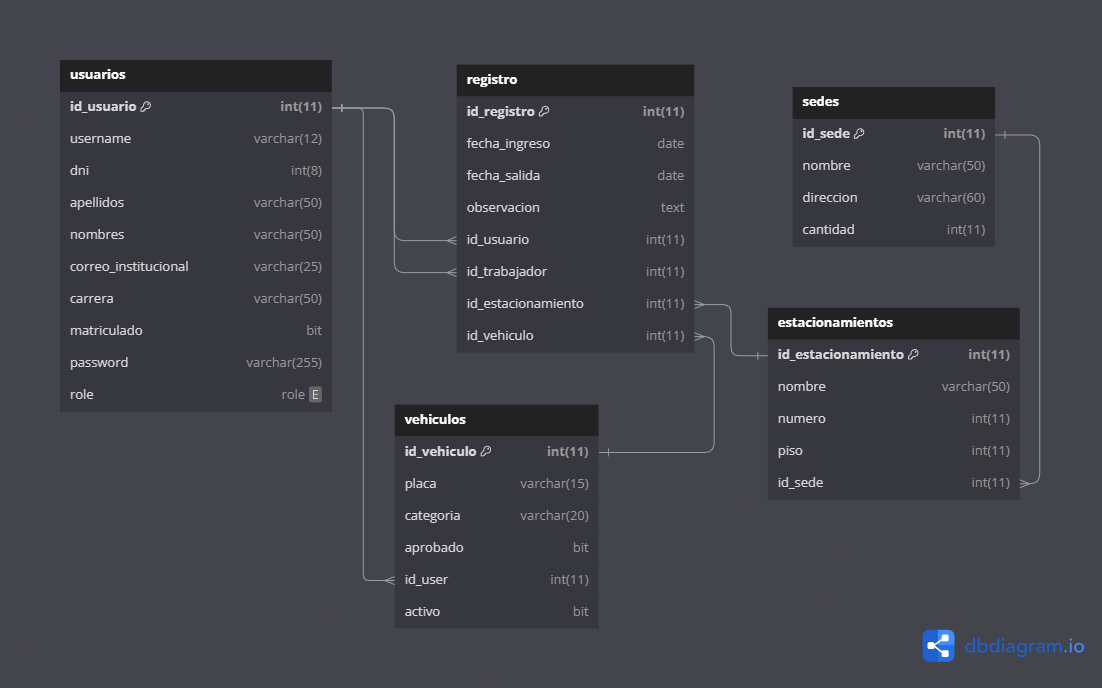 usuarios
id_usuario int(11)
username varchar(12)
dni int(8)
apellidos varchar(50)
nombres varchar(50)
correo_institucional varchar(25)
carrera varchar(50)
matriculado bit
password varchar(255)
role role E
registro
id_registro int(11)
fecha_ingreso date
fecha_salida date
observacion text
id_usuario int(11)
id_trabajador int(11)
id_estacionamiento int(11)
id_vehiculo int(11)
sedes
id_sede int(11)
nombre varchar(50)
direccion varchar(60)
cantidad int(11)
estacionamientos
id_estacionamiento int(11)
nombre varchar(50)
numero int(11)
piso int(11)
id_sede int(11)
vehiculos
id_vehiculo int(11)
placa varchar(15)
categoria varchar(20)
aprobado bit
id_user int(11)
activo bit
dbdiagram.io